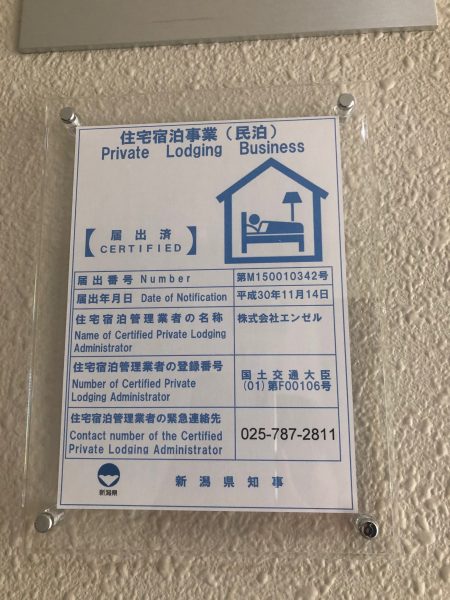 住宅宿泊事業（民泊）
Private Lodging Business
【届出済】
CERTIFIED
届出番号 Number 第M150010342号
届出年月日 Date of Notification 平成30年11月14日
住宅宿泊管理業者の名称 株式会社エンゼル
Name of Certified Private Lodging
Administrator
住宅宿泊管理業者の登録番号 国土交通大臣
Number of Certified Private (01)第F00106号
Lodging Administrator
住宅宿泊管理業者の緊急連絡先
Contact number of the Certified 025-787-2811
Private Lodging Administrator
新潟県
新潟県知事